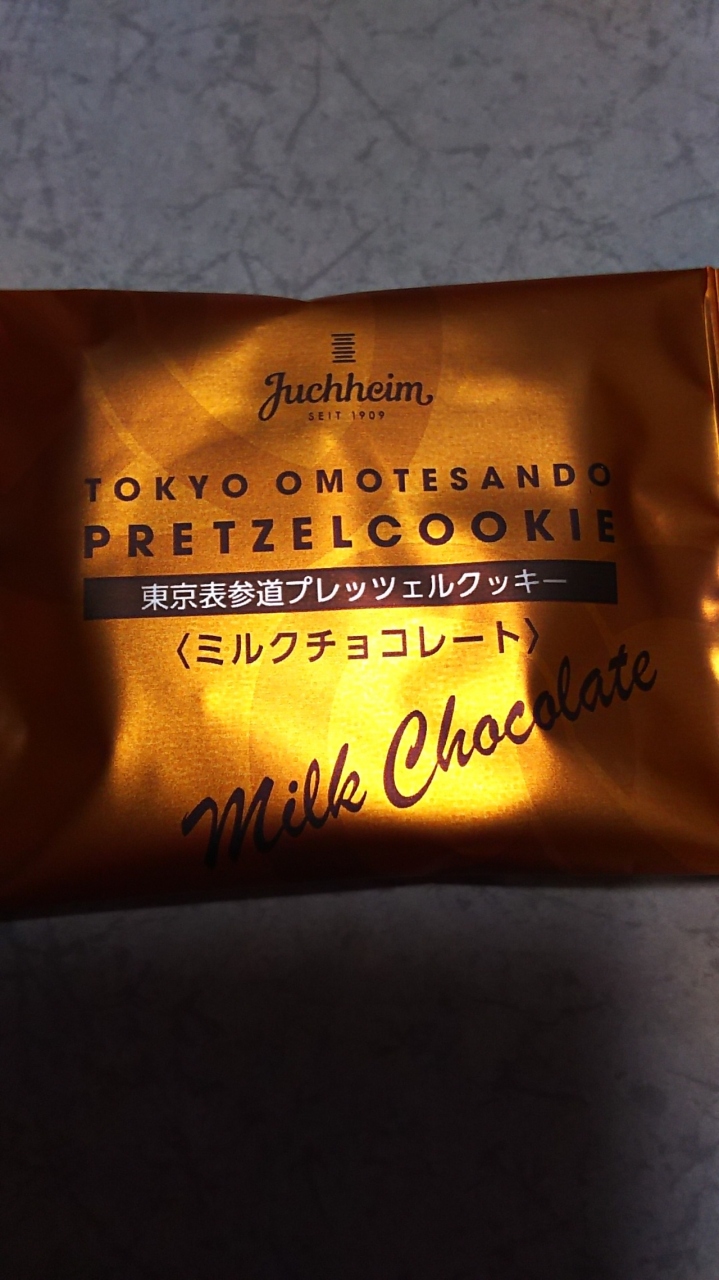 Juchheim
SEIT 1909
TOKYO OMOTESANDO
PRETZELCOOKIE
東京表参道プレッツェルクッキー
〈ミルクチョコレート〉
Milk Chocolate